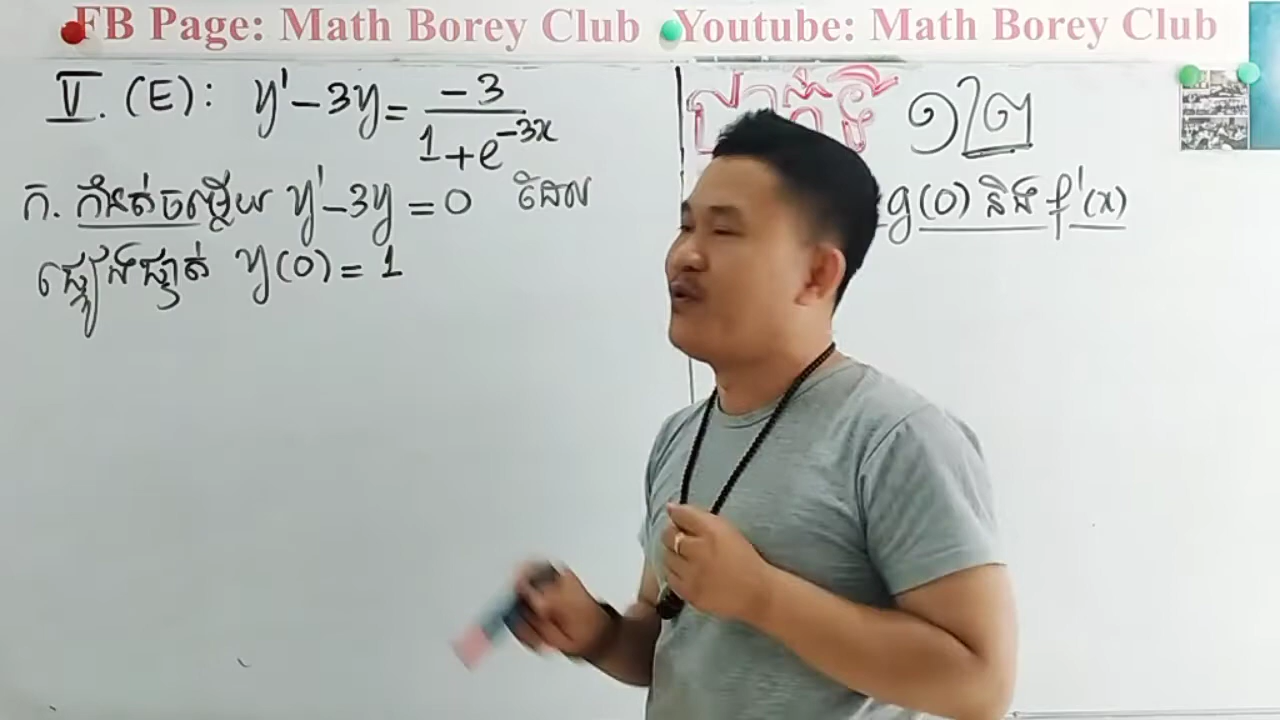 FB Page: Math Borey Club Youtube: Math Borey Club
V. (E): y' - 3y = -3 / (1 + e^{-3x})
ក. កំនត់ចម្លើយ y' - 3y = 0 ដែល
ផ្ទៀងផ្ទាត់ y(0) = 1
១២
g(0) និង f'(x)